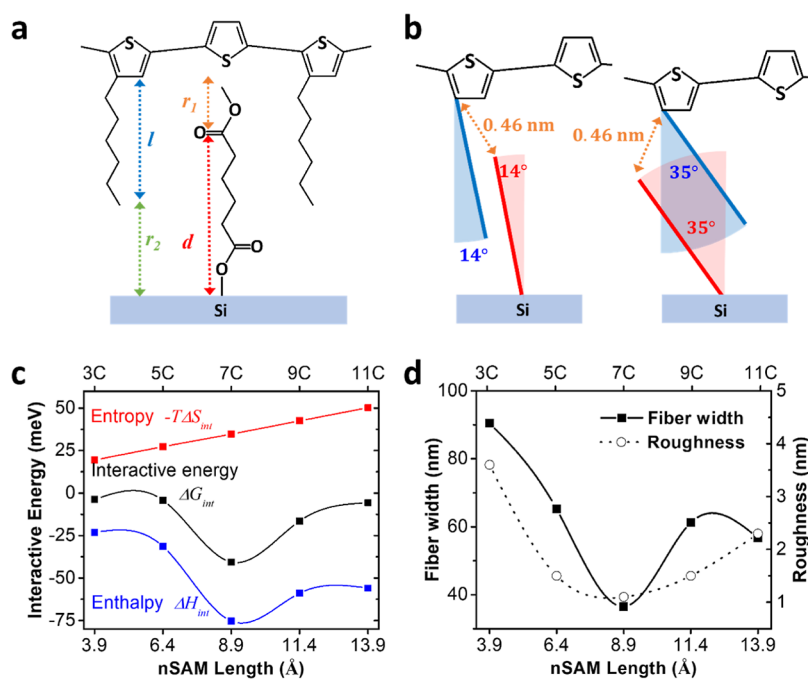 a
S
S
S
l
r1
O
O
r2
d
O
O
Si
b
S
S
0.46 nm
0.46 nm
14°
14°
35°
35°
Si
Si
c
3C 5C 7C 9C 11C
50
25
0
-25
-50
-75
Interactive Energy (meV)
Entropy -TΔSint
Interactive energy
ΔGint
Enthalpy ΔHint
3.9 6.4 8.9 11.4 13.9
nSAM Length (Å)
d
3C 5C 7C 9C 11C
100
80
60
40
Fiber width (nm)
Fiber width
Roughness
5
4
3
2
1
Roughness (nm)
3.9 6.4 8.9 11.4 13.9
nSAM Length (Å)